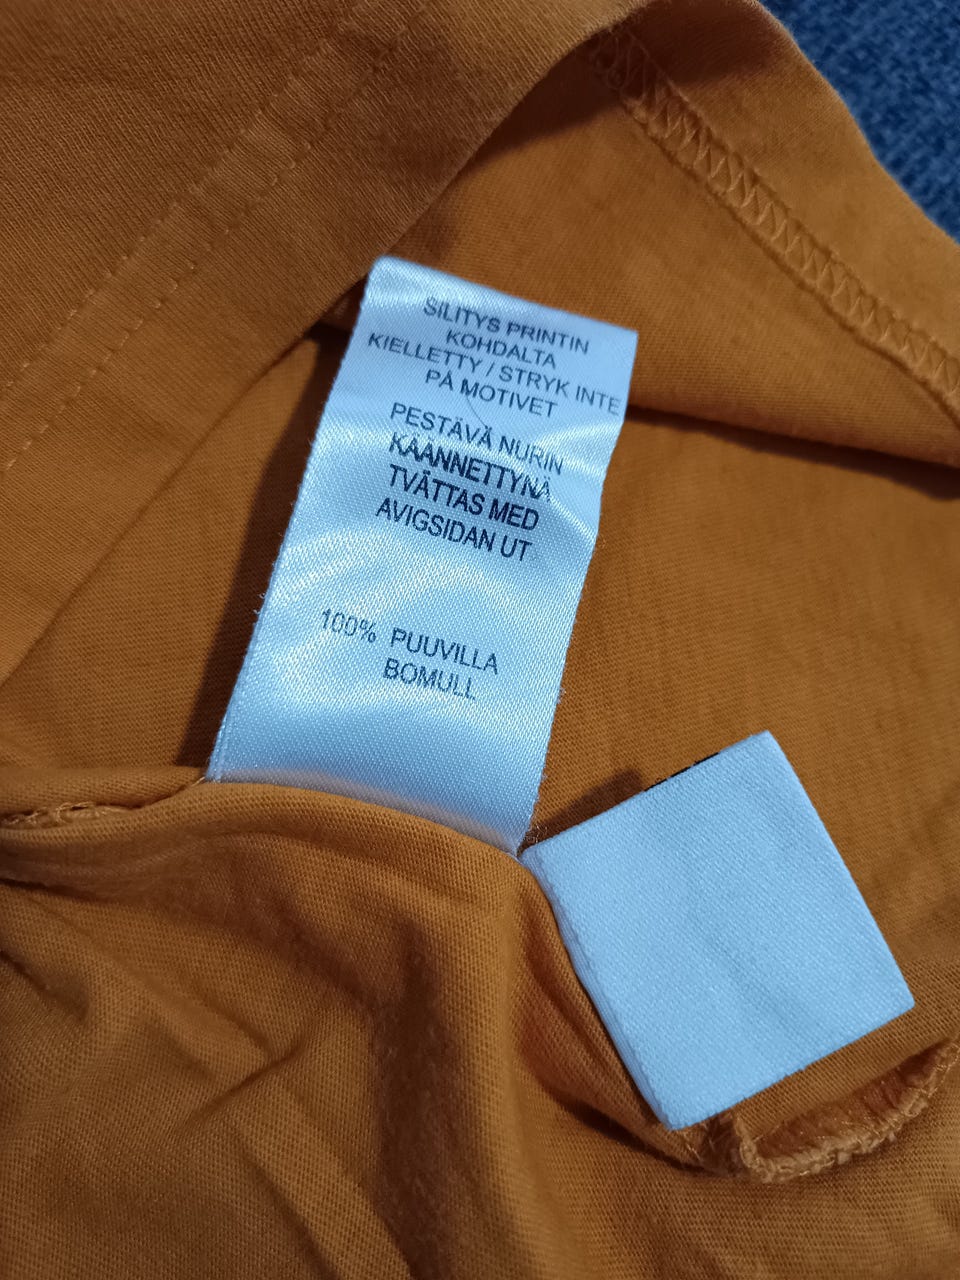 SILITYS PRINTIN
KOHDALTA
KIELLETTY / STRYK INTE
PÅ MOTIVET
PESTÄVÄ NURIN
KÄÄNNETTYNÄ
TVÄTTAS MED
AVIGSIDAN UT
100% PUUVILLA
BOMULL